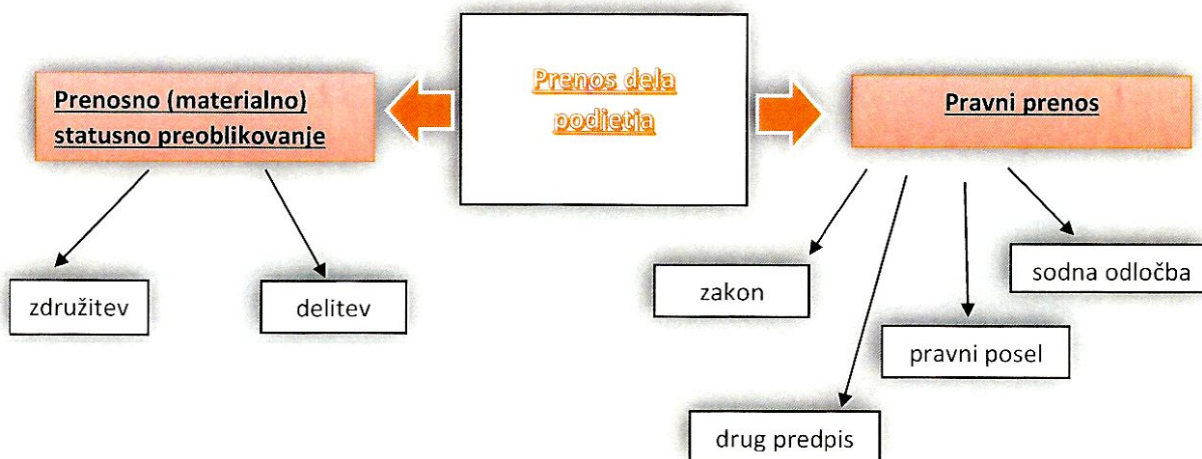 Prenos dela
podjetja
Prenosno (materialno)
statusno preoblikovanje
Pravni prenos
združitev
delitev
zakon
sodna odločba
pravni posel
drug predpis